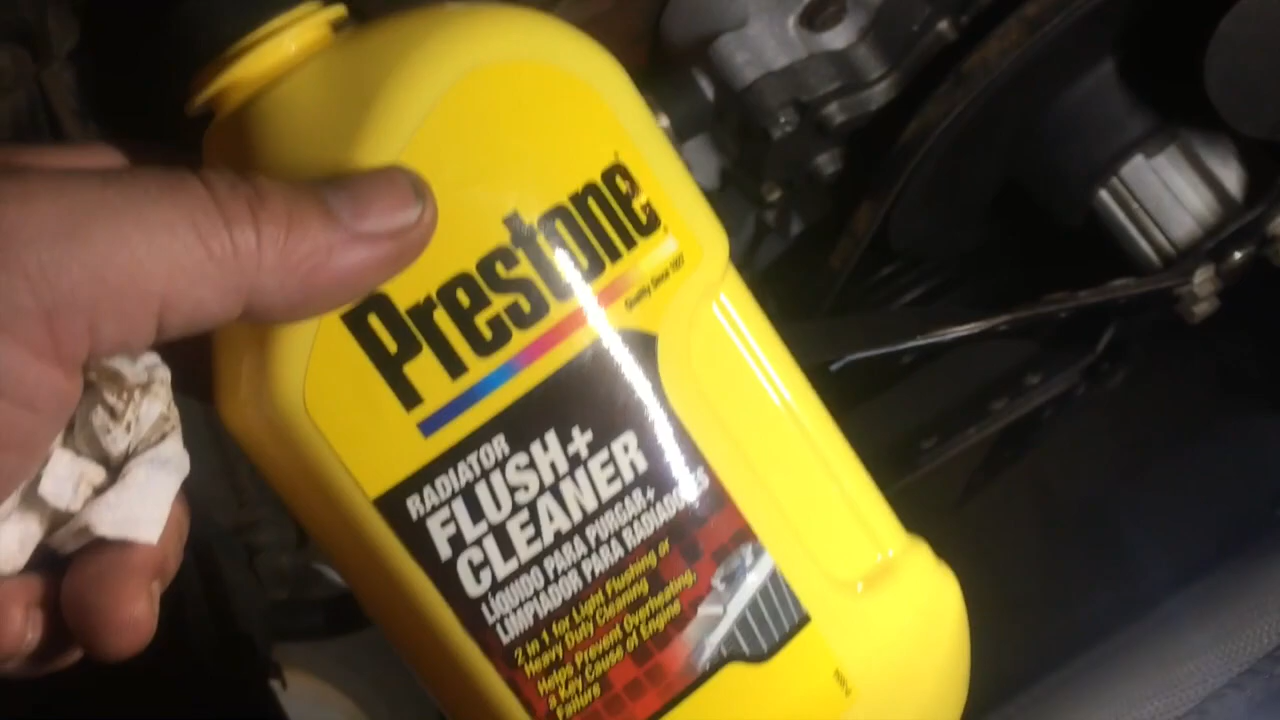 Prestone
Quality Since 1927
RADIATOR
FLUSH+
CLEANER
LÍQUIDO PARA PURGAR+
LIMPIADOR PARA RADIADORES
2 in 1 for Light Flushing or
Heavy Duty Cleaning
Helps Prevent Overheating,
a Key Cause of Engine
Failure